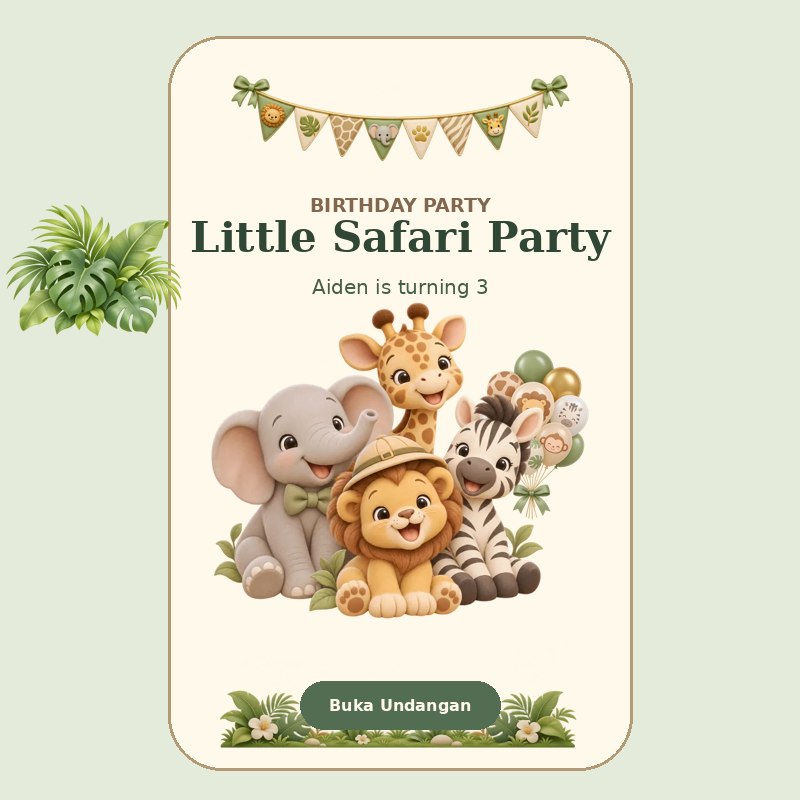 BIRTHDAY PARTY
Little Safari Party
Aiden is turning 3
Buka Undangan